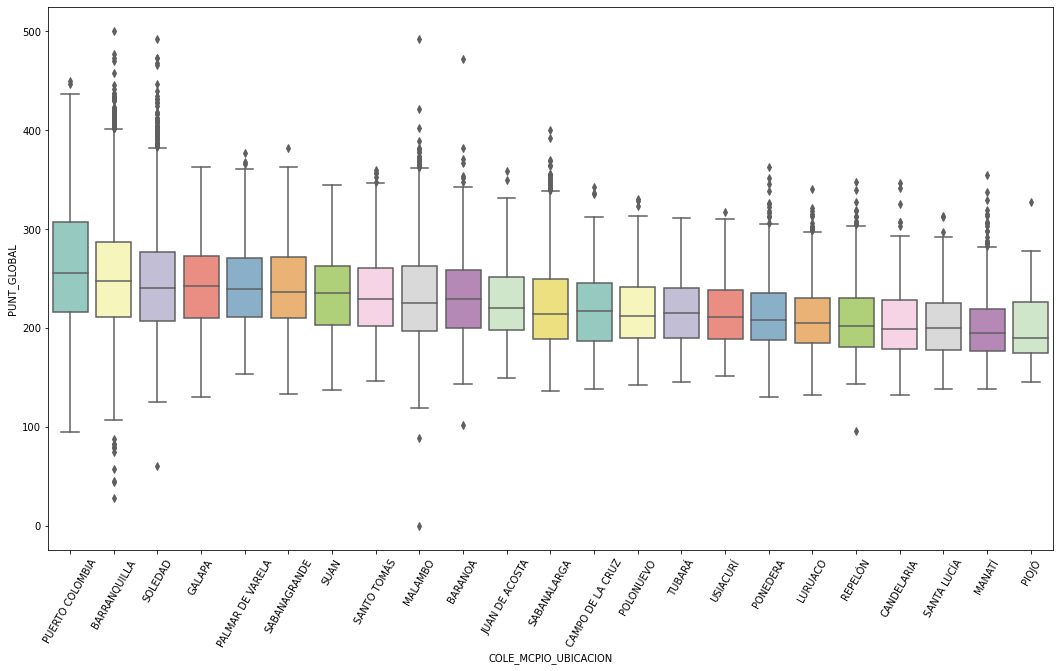 500
400
300
200
100
0
PUNT_GLOBAL
PUERTO COLOMBIA
BARRANQUILLA
SOLEDAD
GALAPA
PALMAR DE VARELA
SABANAGRANDE
SUAN
SANTO TOMÁS
MALAMBO
BARANOA
JUAN DE ACOSTA
SABANALARGA
CAMPO DE LA CRUZ
POLONUEVO
TUBARÁ
USIACURÍ
PONEDERA
LURUACO
REPELÓN
CANDELARIA
SANTA LUCÍA
MANATÍ
PIOJÓ
COLE_MCPIO_UBICACION